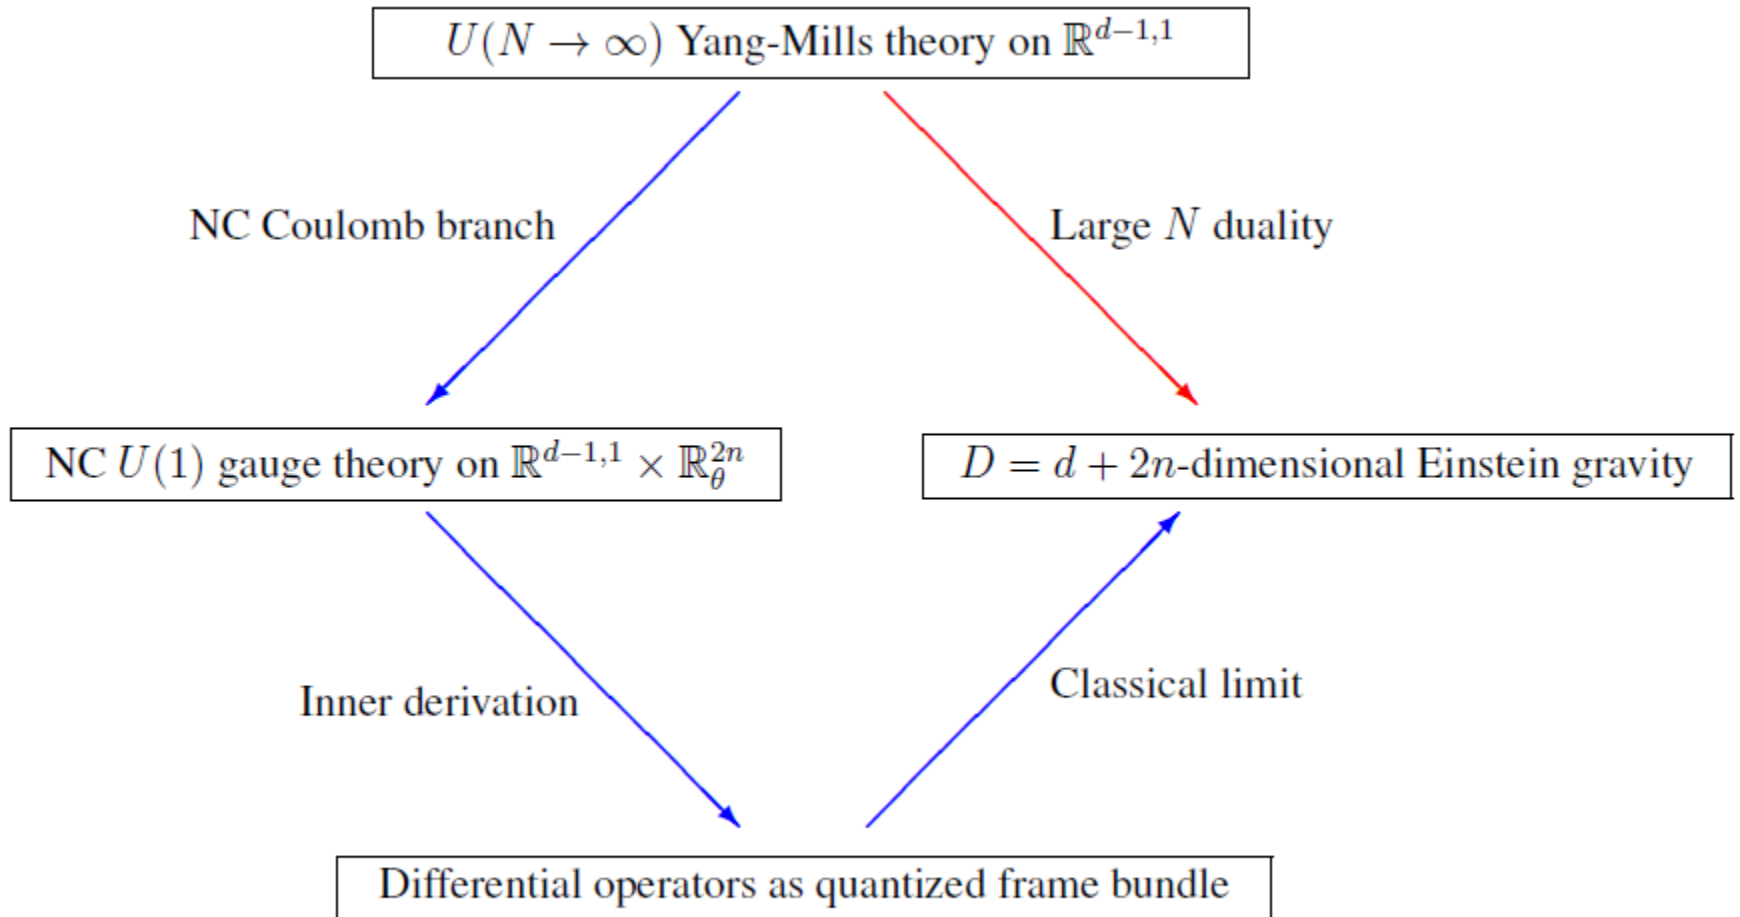 U(N → ∞) Yang-Mills theory on ℝ^{d−1,1}
NC Coulomb branch
Large N duality
NC U(1) gauge theory on ℝ^{d−1,1} × ℝ_θ^{2n}
D = d + 2n-dimensional Einstein gravity
Inner derivation
Classical limit
Differential operators as quantized frame bundle